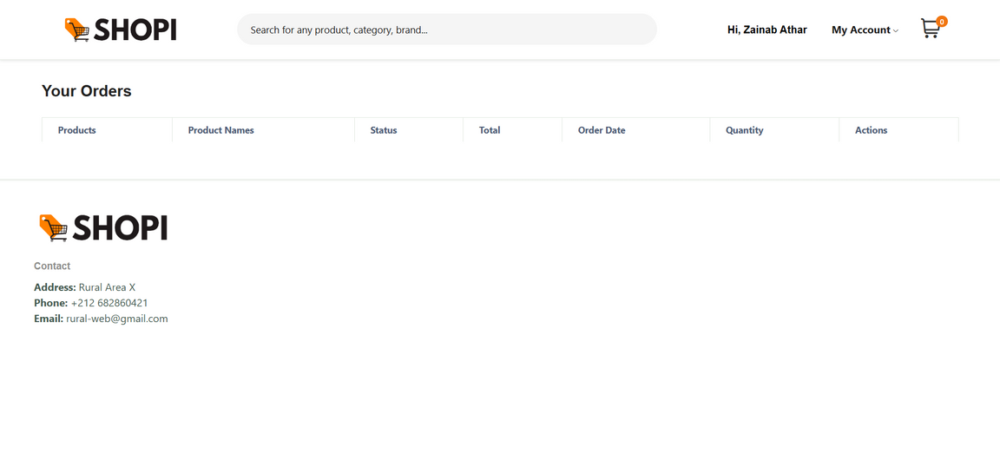 SHOPI
Search for any product, category, brand...
Hi, Zainab Athar
My Account
0
Your Orders
Products Product Names Status Total Order Date Quantity Actions
SHOPI
Contact
Address: Rural Area X
Phone: +212 682860421
Email: rural-web@gmail.com